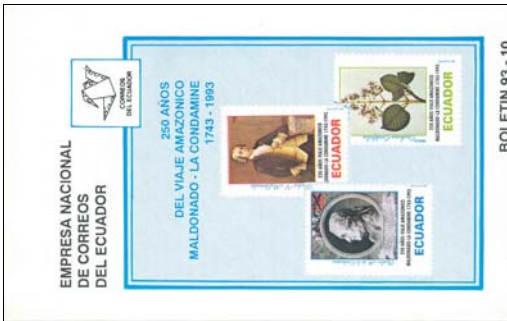 EMPRESA NACIONAL
DE CORREOS
DEL ECUADOR
CORREOS
DEL ECUADOR
250 AÑOS
DEL VIAJE AMAZONICO
MALDONADO - LA CONDAMINE
1743 - 1993
ECUADOR
ECUADOR
ECUADOR
BOLETIN 93 - 10